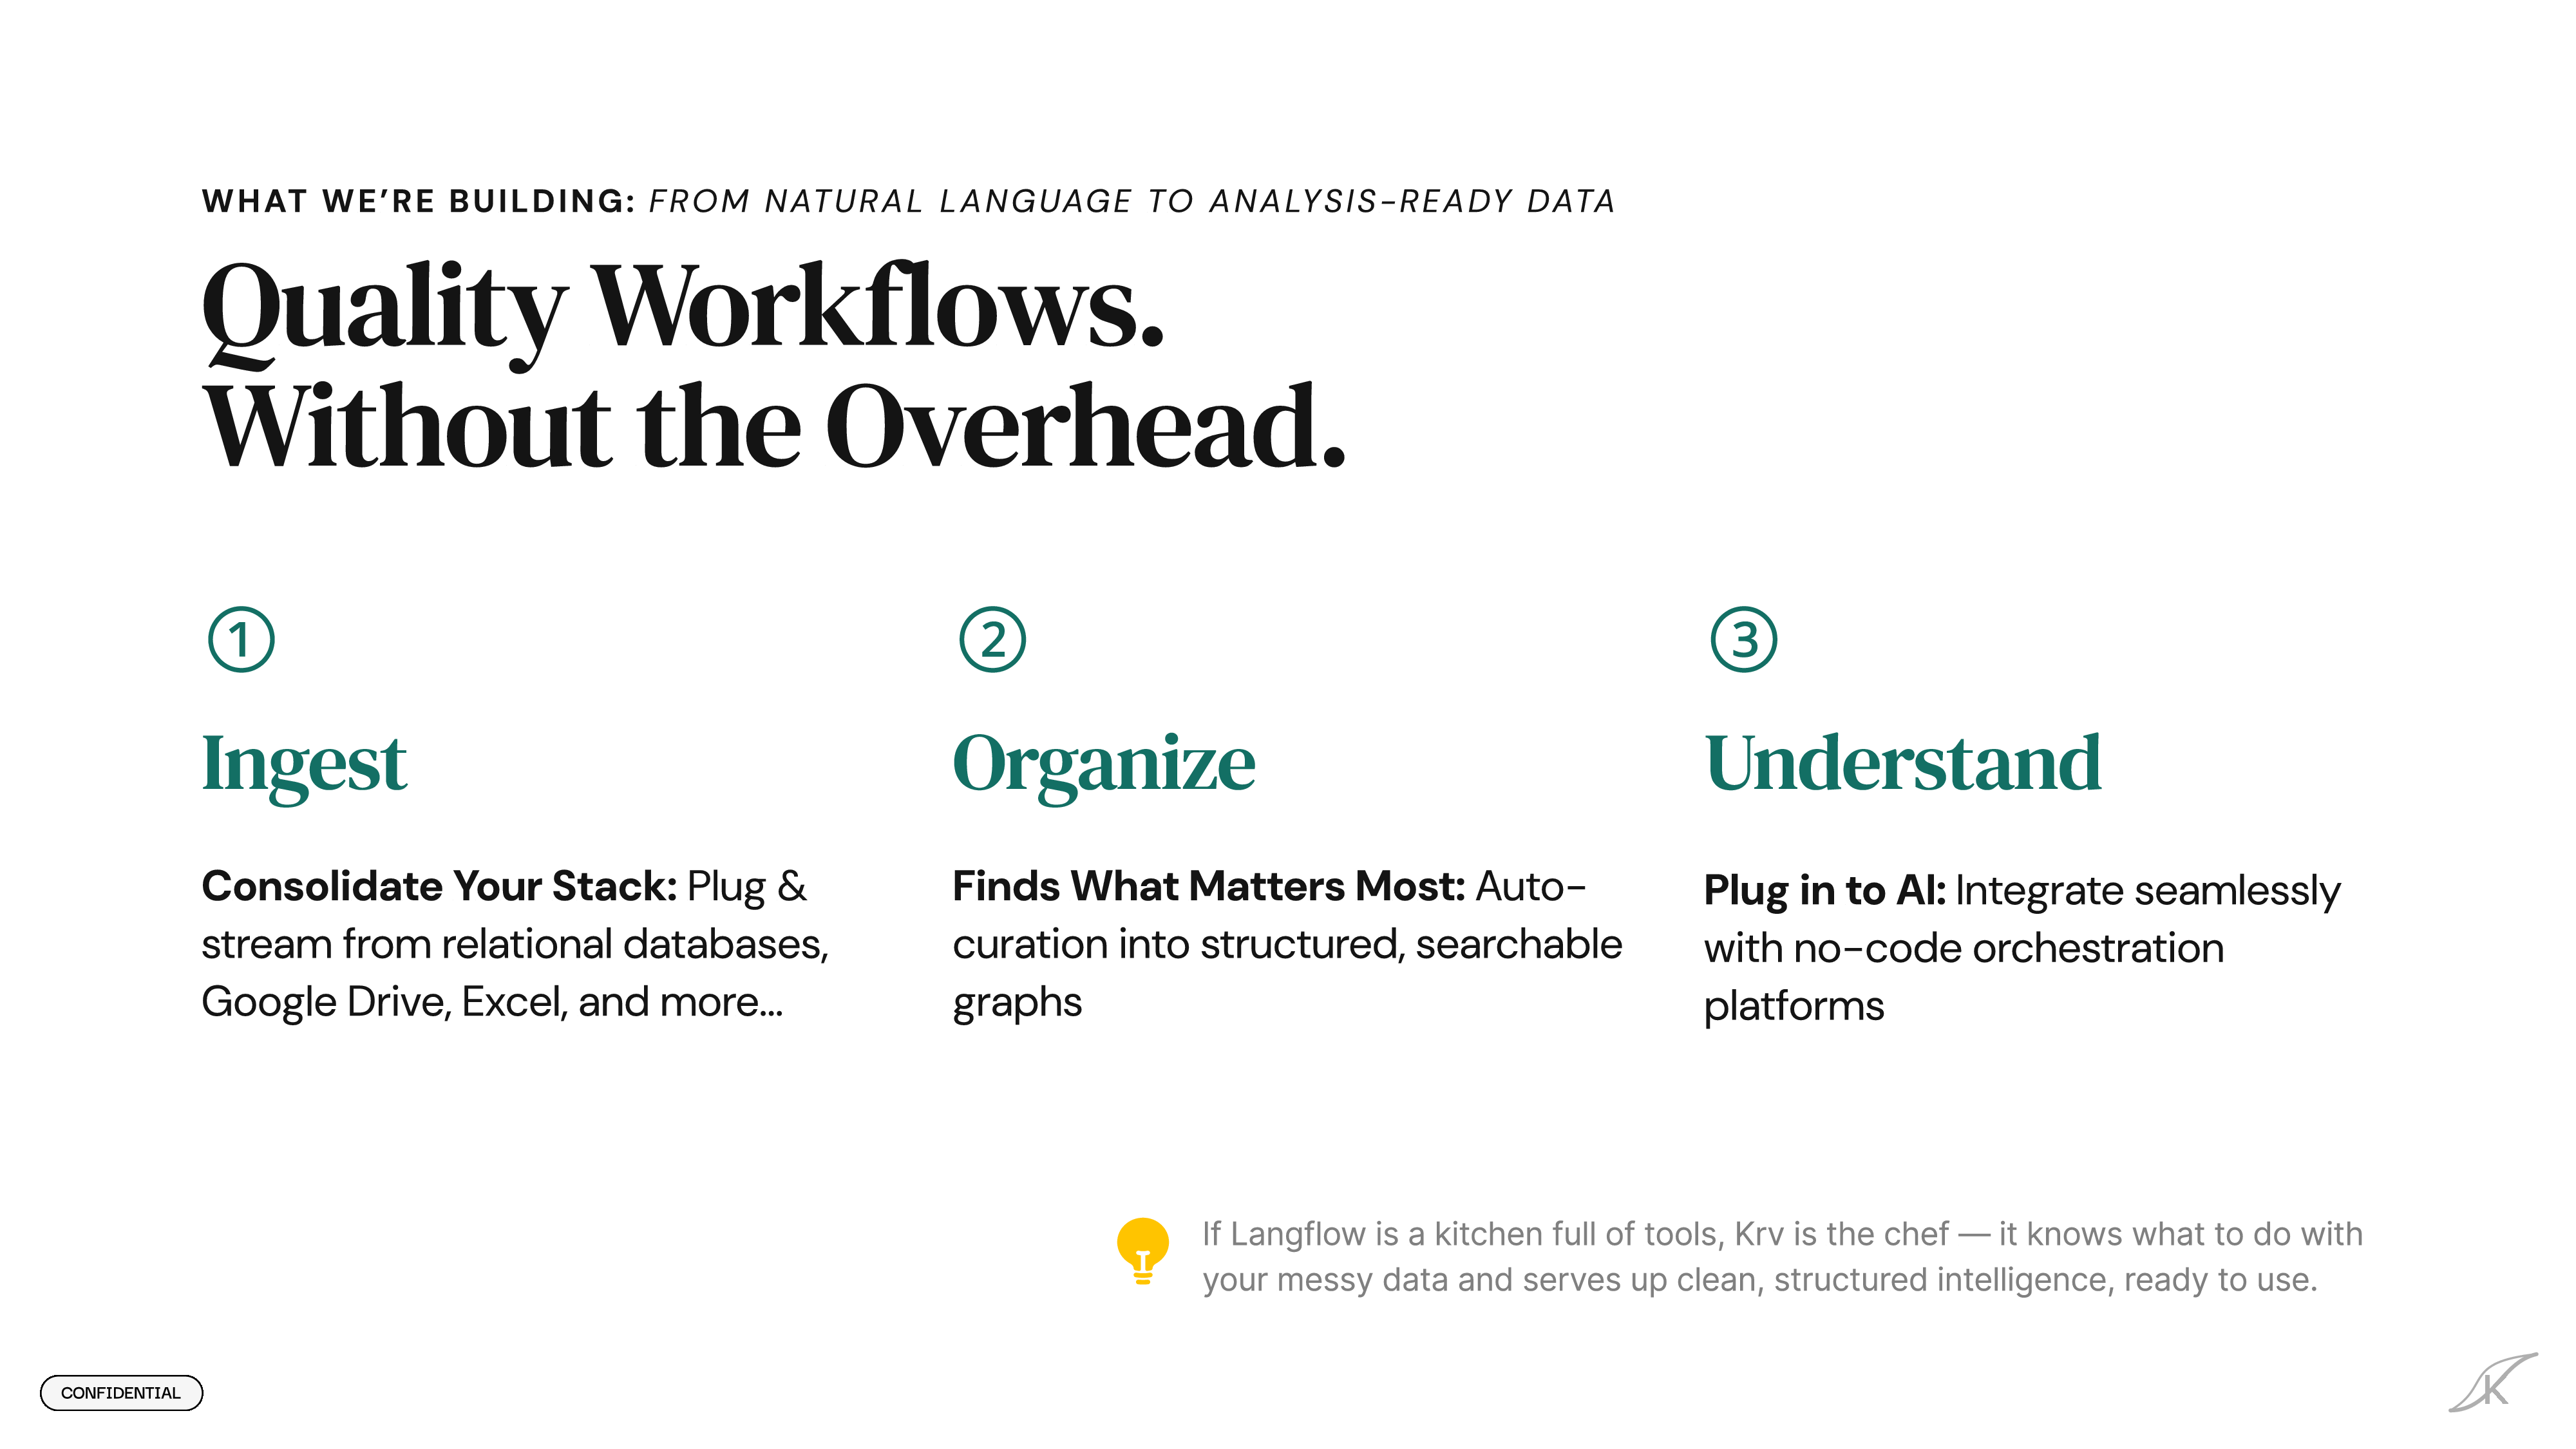 WHAT WE’RE BUILDING: FROM NATURAL LANGUAGE TO ANALYSIS-READY DATA
Quality Workflows.
Without the Overhead.
1
Ingest
Consolidate Your Stack: Plug &
stream from relational databases,
Google Drive, Excel, and more...
2
Organize
Finds What Matters Most: Auto-
curation into structured, searchable
graphs
3
Understand
Plug in to AI: Integrate seamlessly
with no-code orchestration
platforms
If Langflow is a kitchen full of tools, Krv is the chef — it knows what to do with
your messy data and serves up clean, structured intelligence, ready to use.
CONFIDENTIAL
K